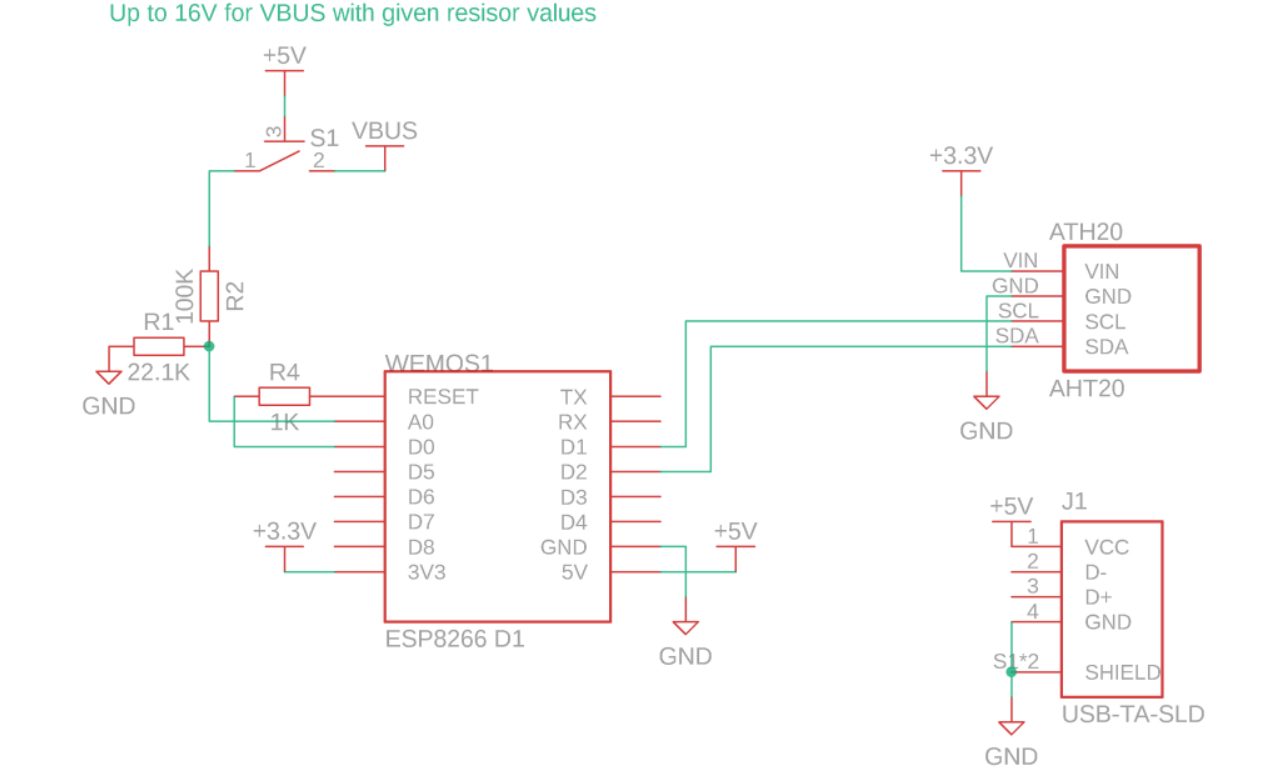 Up to 16V for VBUS with given resisor values
+5V
3
S1
VBUS
1
2
+3.3V
ATH20
VIN
VIN
GND
GND
SCL
SCL
SDA
SDA
AHT20
GND
100K
R2
R1
22.1K
GND
R4
1K
WEMOS1
RESET
TX
A0
RX
D0
D1
D5
D2
D6
D3
D7
D4
+3.3V
D8
GND
+5V
3V3
5V
ESP8266 D1
GND
+5V
J1
1
VCC
2
D-
3
D+
4
GND
S1*2
SHIELD
USB-TA-SLD
GND